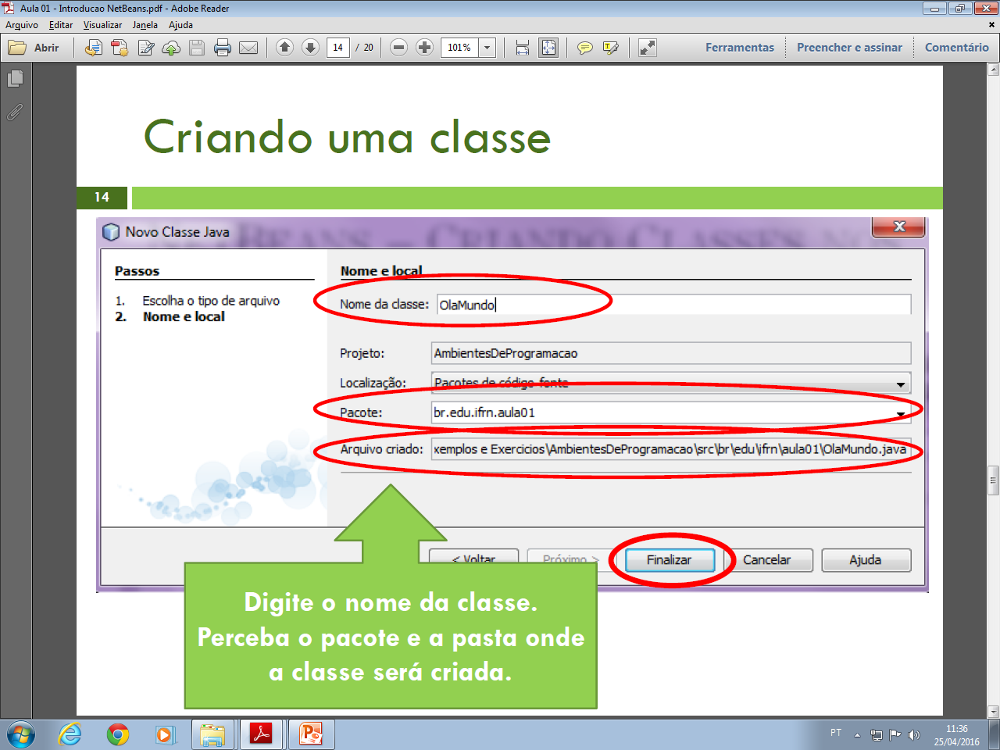 Aula 01 - Introducao NetBeans.pdf - Adobe Reader
Arquivo Editar Visualizar Janela Ajuda
Abrir 14 / 20 101% Ferramentas Preencher e assinar Comentário
Criando uma classe
14
Novo Classe Java
Passos
1. Escolha o tipo de arquivo
2. Nome e local
Nome e local
Nome da classe: OlaMundo
Projeto: AmbientesDeProgramacao
Localização: Pacotes de código-fonte
Pacote: br.edu.ifrn.aula01
Arquivo criado: xemplos e Exercicios\AmbientesDeProgramacao\src\br\edu\ifrn\aula01\OlaMundo.java
< Voltar Próximo > Finalizar Cancelar Ajuda
Digite o nome da classe.
Perceba o pacote e a pasta onde
a classe será criada.
PT 11:36
25/04/2016